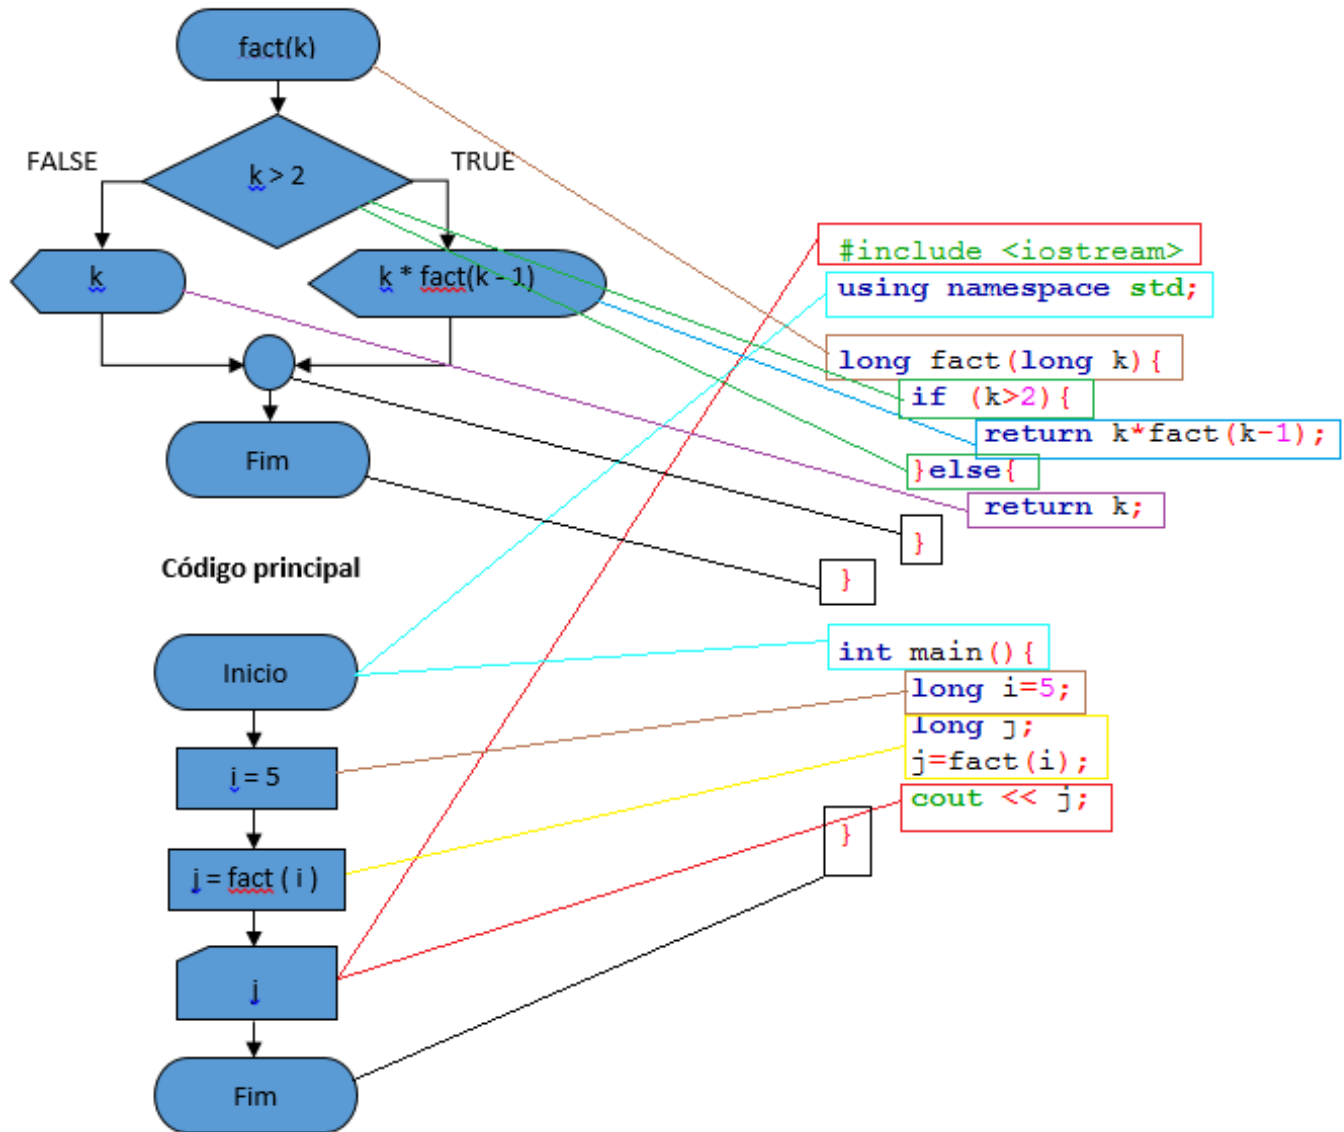 fact(k)
FALSE
TRUE
k > 2
k
k * fact(k - 1)
Fim
Código principal
Inicio
i = 5
j = fact ( i )
j
Fim
#include <iostream>
using namespace std;
long fact(long k){
if (k>2){
return k*fact(k-1);
}else{
return k;
}
}
int main(){
long i=5;
long j;
j=fact(i);
cout << j;
}